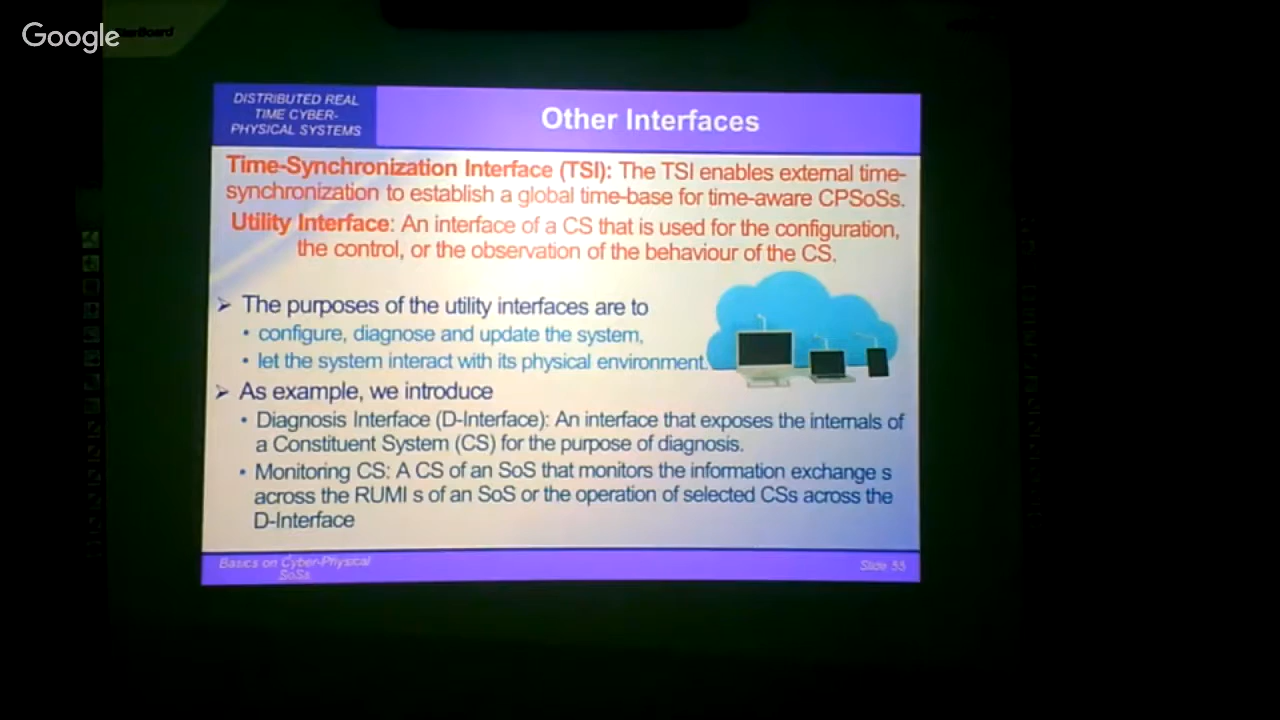 Google
DISTRIBUTED REAL
TIME CYBER-
PHYSICAL SYSTEMS
Other Interfaces
Time-Synchronization Interface (TSI): The TSI enables external time-
synchronization to establish a global time-base for time-aware CPSoSs.
Utility Interface: An interface of a CS that is used for the configuration,
the control, or the observation of the behaviour of the CS.
➢ The purposes of the utility interfaces are to
• configure, diagnose and update the system,
• let the system interact with its physical environment.
➢ As example, we introduce
• Diagnosis Interface (D-Interface): An interface that exposes the internals of
a Constituent System (CS) for the purpose of diagnosis.
• Monitoring CS: A CS of an SoS that monitors the information exchange s
across the RUMI s of an SoS or the operation of selected CSs across the
D-Interface
Basics on Cyber-Physical
SoSs
Slide 55